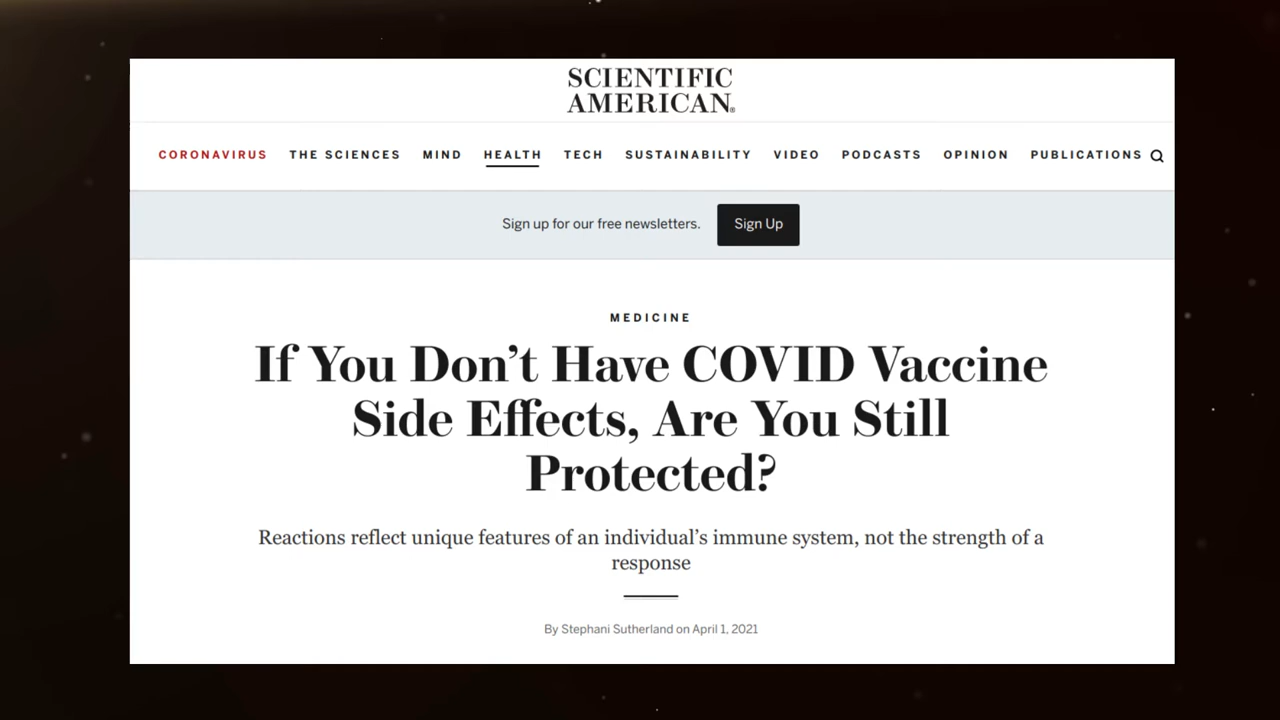 SCIENTIFIC
AMERICAN®
CORONAVIRUS THE SCIENCES MIND HEALTH TECH SUSTAINABILITY VIDEO PODCASTS OPINION PUBLICATIONS
Sign up for our free newsletters. Sign Up
MEDICINE
If You Don’t Have COVID Vaccine
Side Effects, Are You Still
Protected?
Reactions reflect unique features of an individual’s immune system, not the strength of a
response
By Stephani Sutherland on April 1, 2021